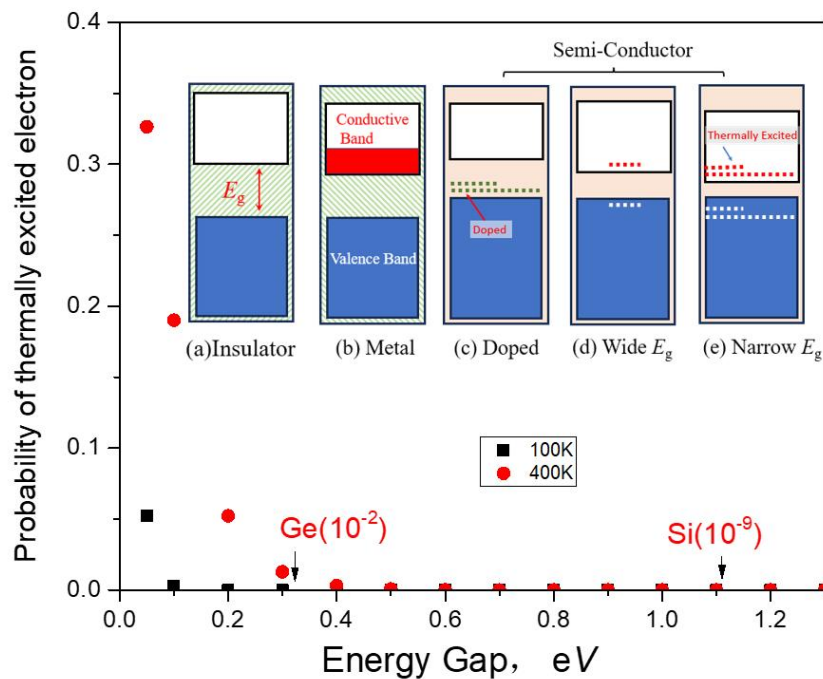 Semi-Conductor
Conductive
Band
Thermally Excited
E_g
Doped
Valence Band
(a)Insulator
(b) Metal
(c) Doped
(d) Wide E_g
(e) Narrow E_g
100K
400K
Ge(10⁻²)
Si(10⁻⁹)
Probability of thermally excited electron
0.4
0.3
0.2
0.1
0.0
0.0
0.2
0.4
0.6
0.8
1.0
1.2
Energy Gap， eV